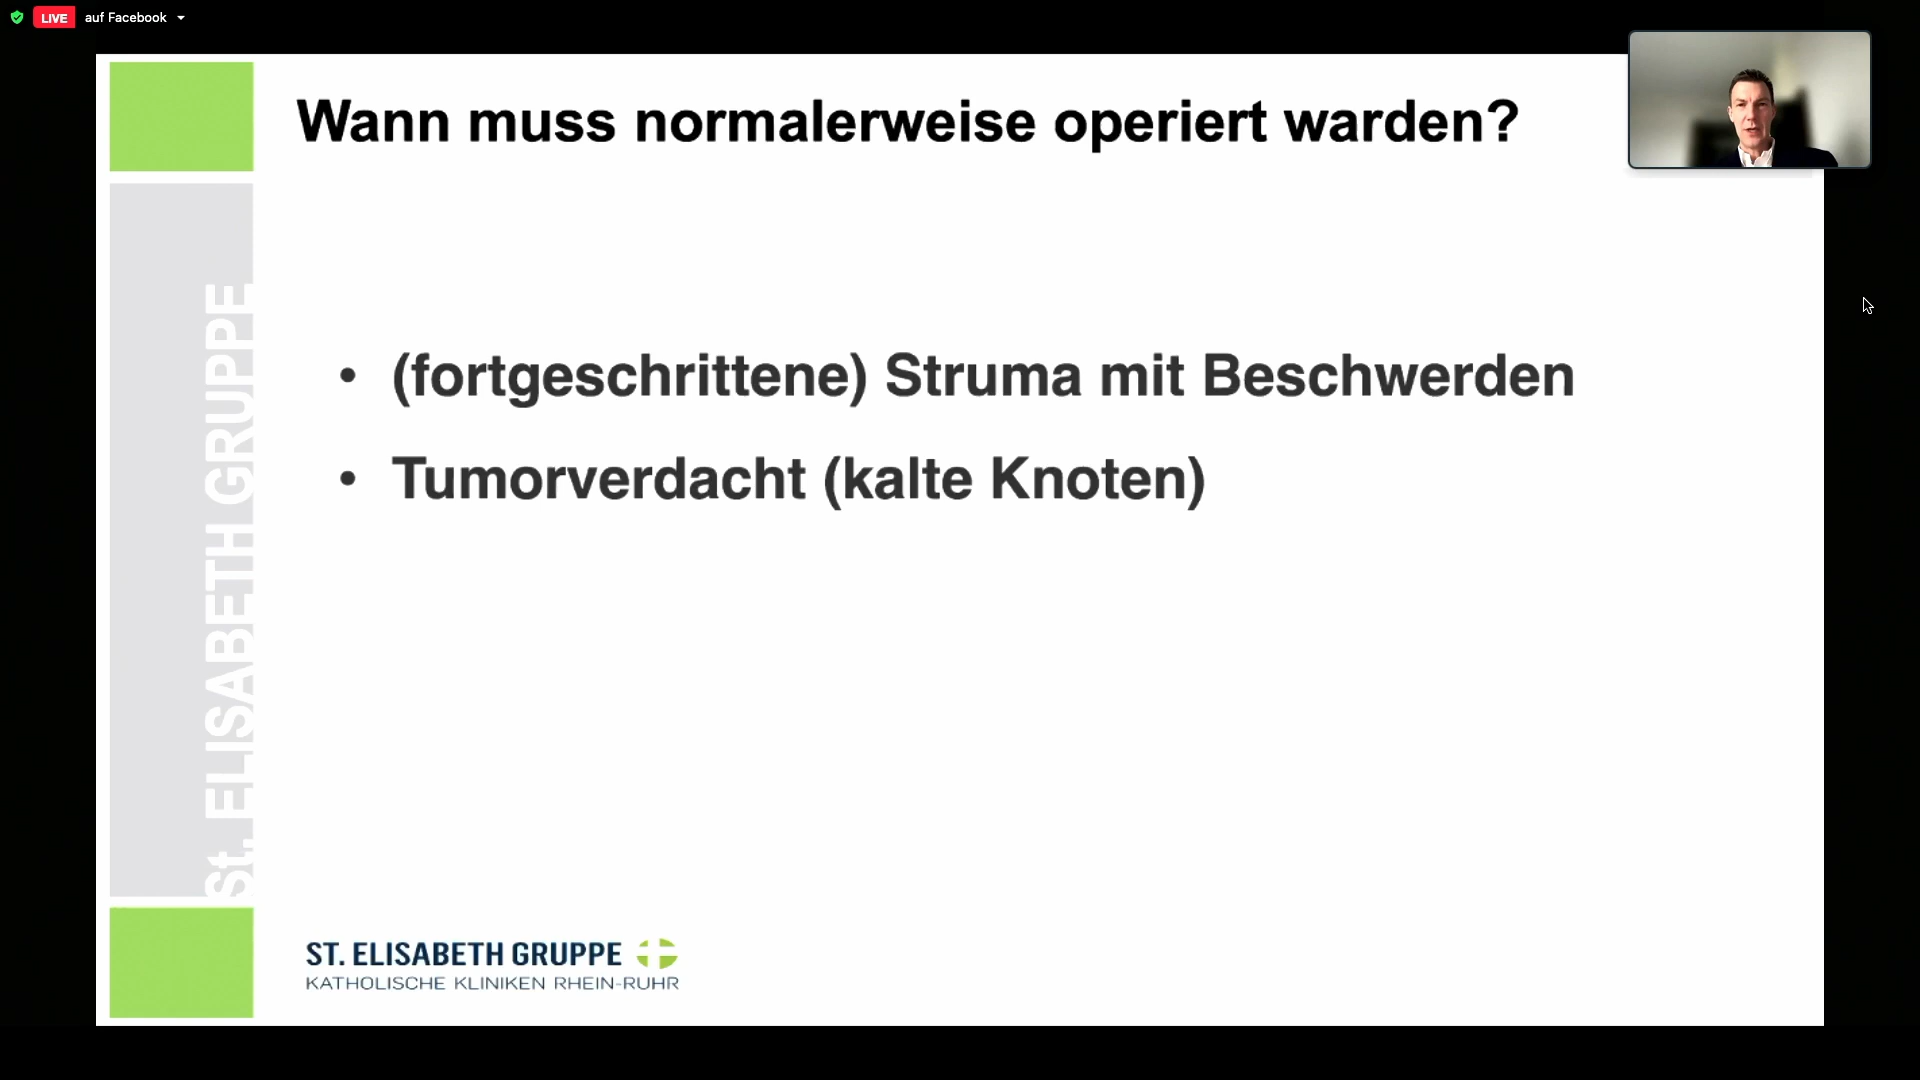 LIVE auf Facebook
Wann muss normalerweise operiert warden?
St. ELISABETH GRUPPE
• (fortgeschrittene) Struma mit Beschwerden
• Tumorverdacht (kalte Knoten)
ST. ELISABETH GRUPPE
KATHOLISCHE KLINIKEN RHEIN-RUHR